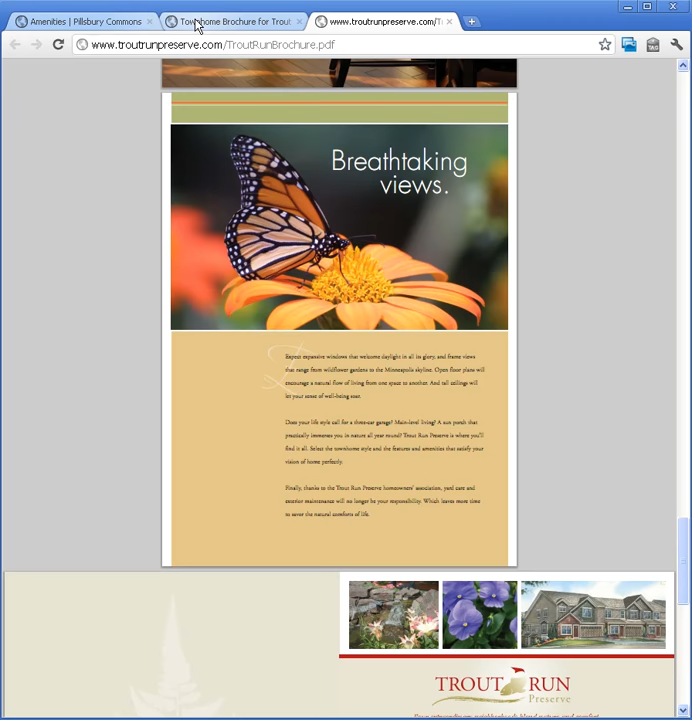 Amenities | Pillsbury Commons
Townhome Brochure for Trout
www.troutrunpreserve.com/T
www.troutrunpreserve.com/TroutRunBrochure.pdf
Breathtaking
views.
Expect expansive windows that welcome daylight in all its glory, and frame views
that range from wildflower gardens to the Minneapolis skyline. Open floor plans will
encourage a natural flow of living from one space to another. And tall ceilings will
let your sense of well-being soar.
Does your life style call for a three-car garage? Main-level living? A sun porch that
practically immerses you in nature all year round? Trout Run Preserve is where you'll
find it all. Select the townhome style and the features and amenities that satisfy your
vision of home perfectly.
Finally, thanks to the Trout Run Preserve homeowners' association, yard care and
exterior maintenance will no longer be your responsibility. Which leaves more time
to savor the natural comforts of life.
TROUT RUN
Preserve